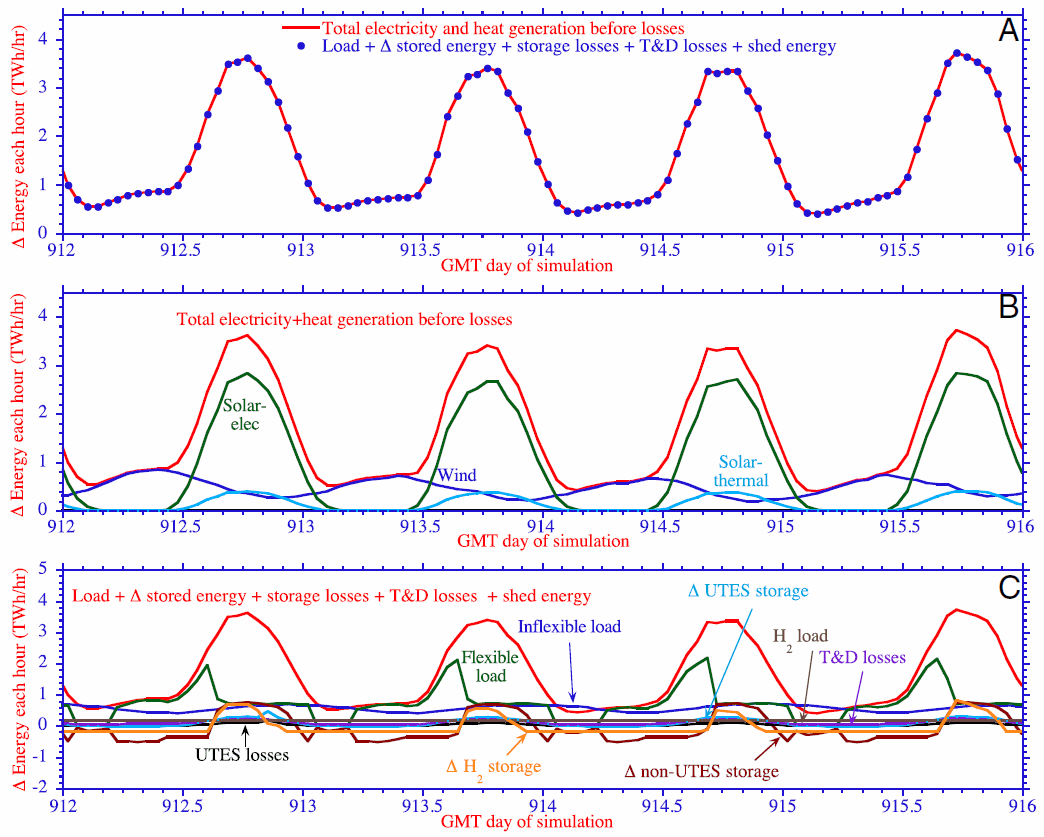 A
Total electricity and heat generation before losses
Load + Δ stored energy + storage losses + T&D losses + shed energy
Δ Energy each hour (TWh/hr)
4
3
2
1
0
912 912.5 913 913.5 914 914.5 915 915.5 916
GMT day of simulation
B
Total electricity+heat generation before losses
Δ Energy each hour (TWh/hr)
4
3
2
1
0
Solar-
elec
Wind
Solar-
thermal
912 912.5 913 913.5 914 914.5 915 915.5 916
GMT day of simulation
C
Load + Δ stored energy + storage losses + T&D losses + shed energy
Δ Energy each hour (TWh/hr)
5
4
3
2
1
0
-1
-2
Δ UTES storage
Inflexible load
H2 load
T&D losses
Flexible
load
UTES losses
Δ H2 storage
Δ non-UTES storage
912 912.5 913 913.5 914 914.5 915 915.5 916
GMT day of simulation